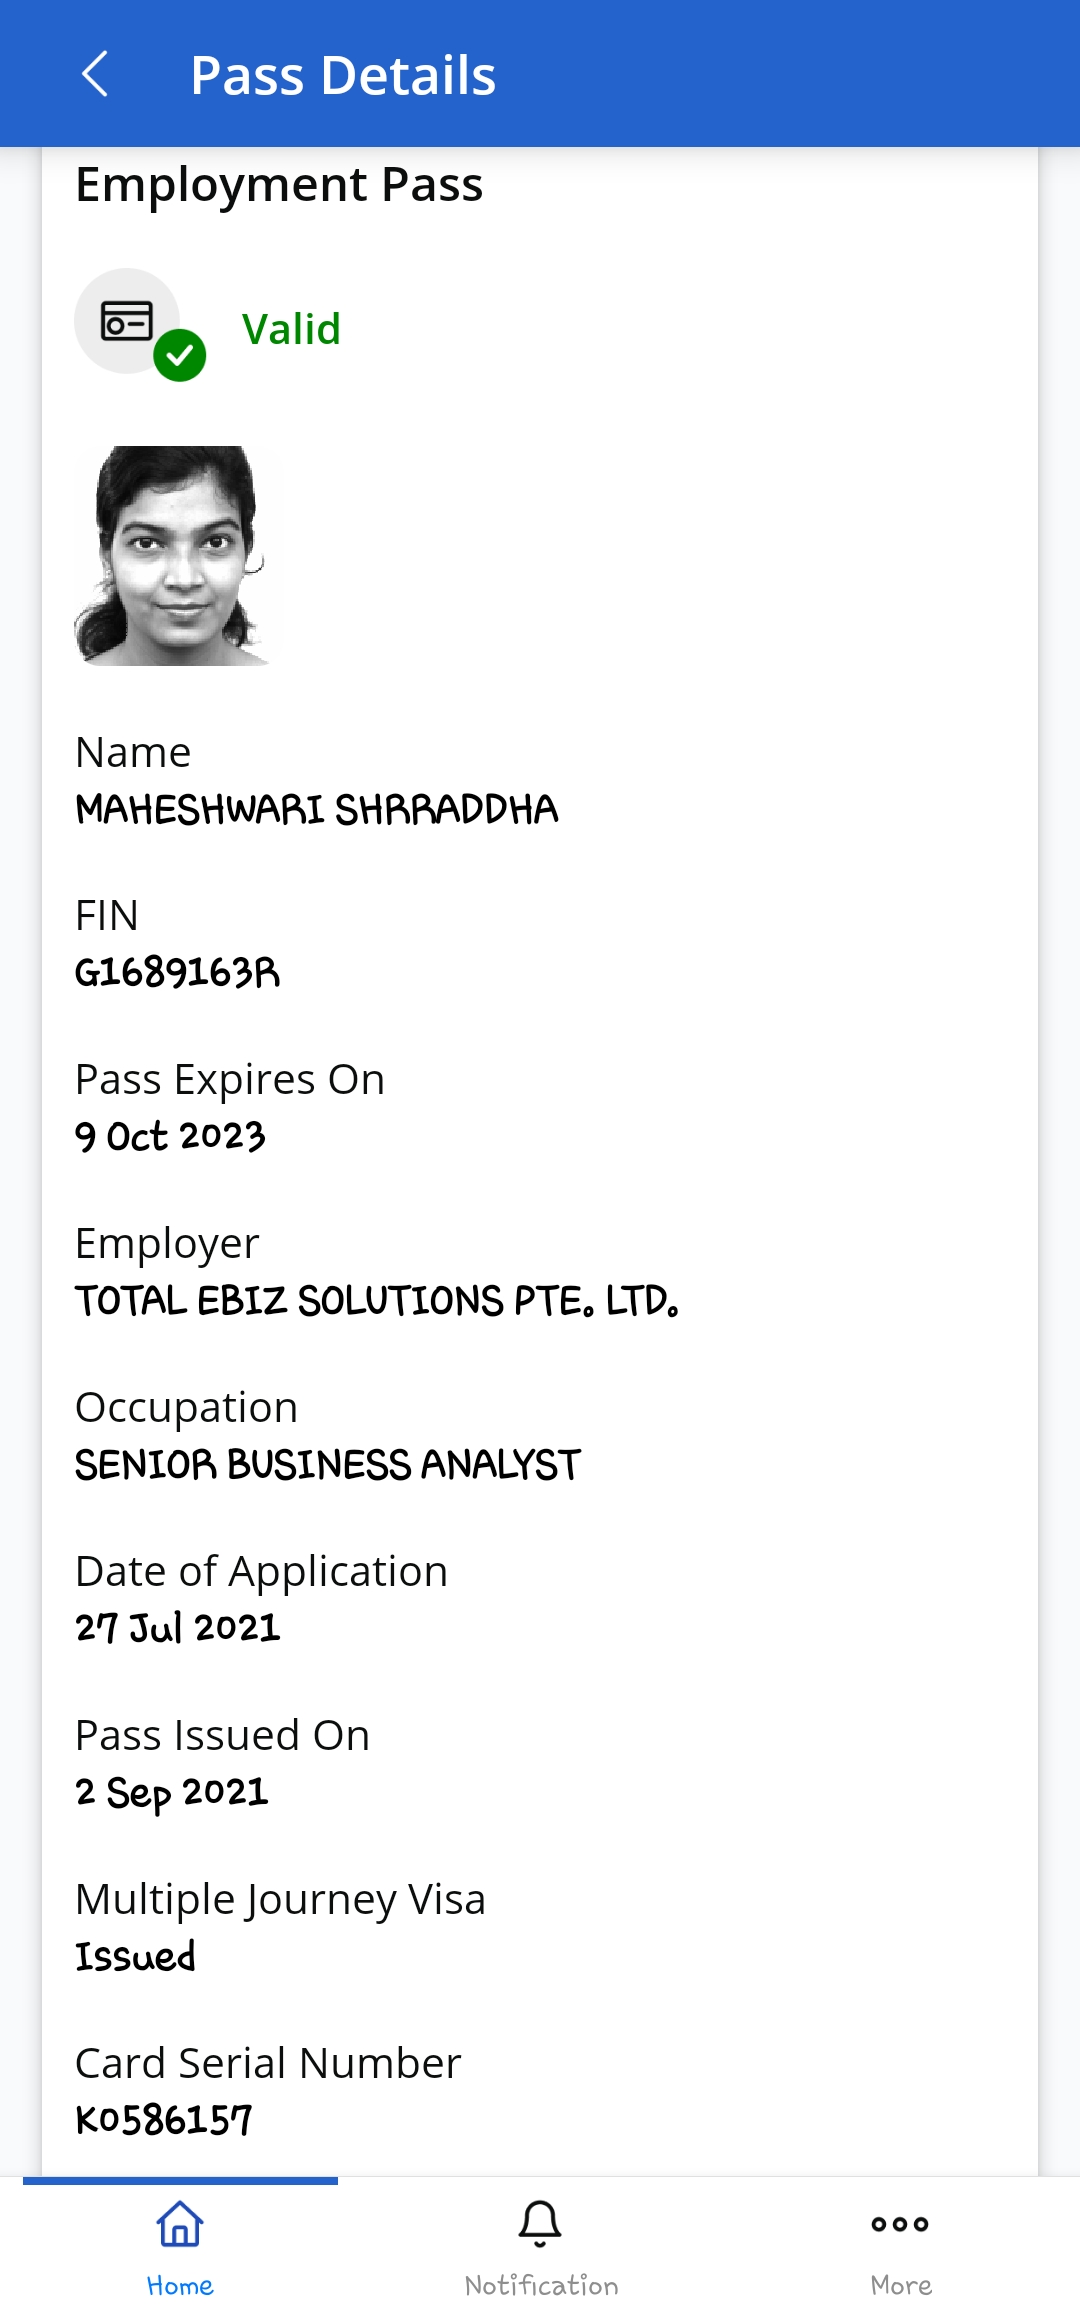 Pass Details
Employment Pass
Valid
Name
MAHESHWARI SHRRADDHA
FIN
G1689163R
Pass Expires On
9 Oct 2023
Employer
TOTAL EBIZ SOLUTIONS PTE. LTD.
Occupation
SENIOR BUSINESS ANALYST
Date of Application
27 Jul 2021
Pass Issued On
2 Sep 2021
Multiple Journey Visa
Issued
Card Serial Number
K0586157
Home
Notification
More